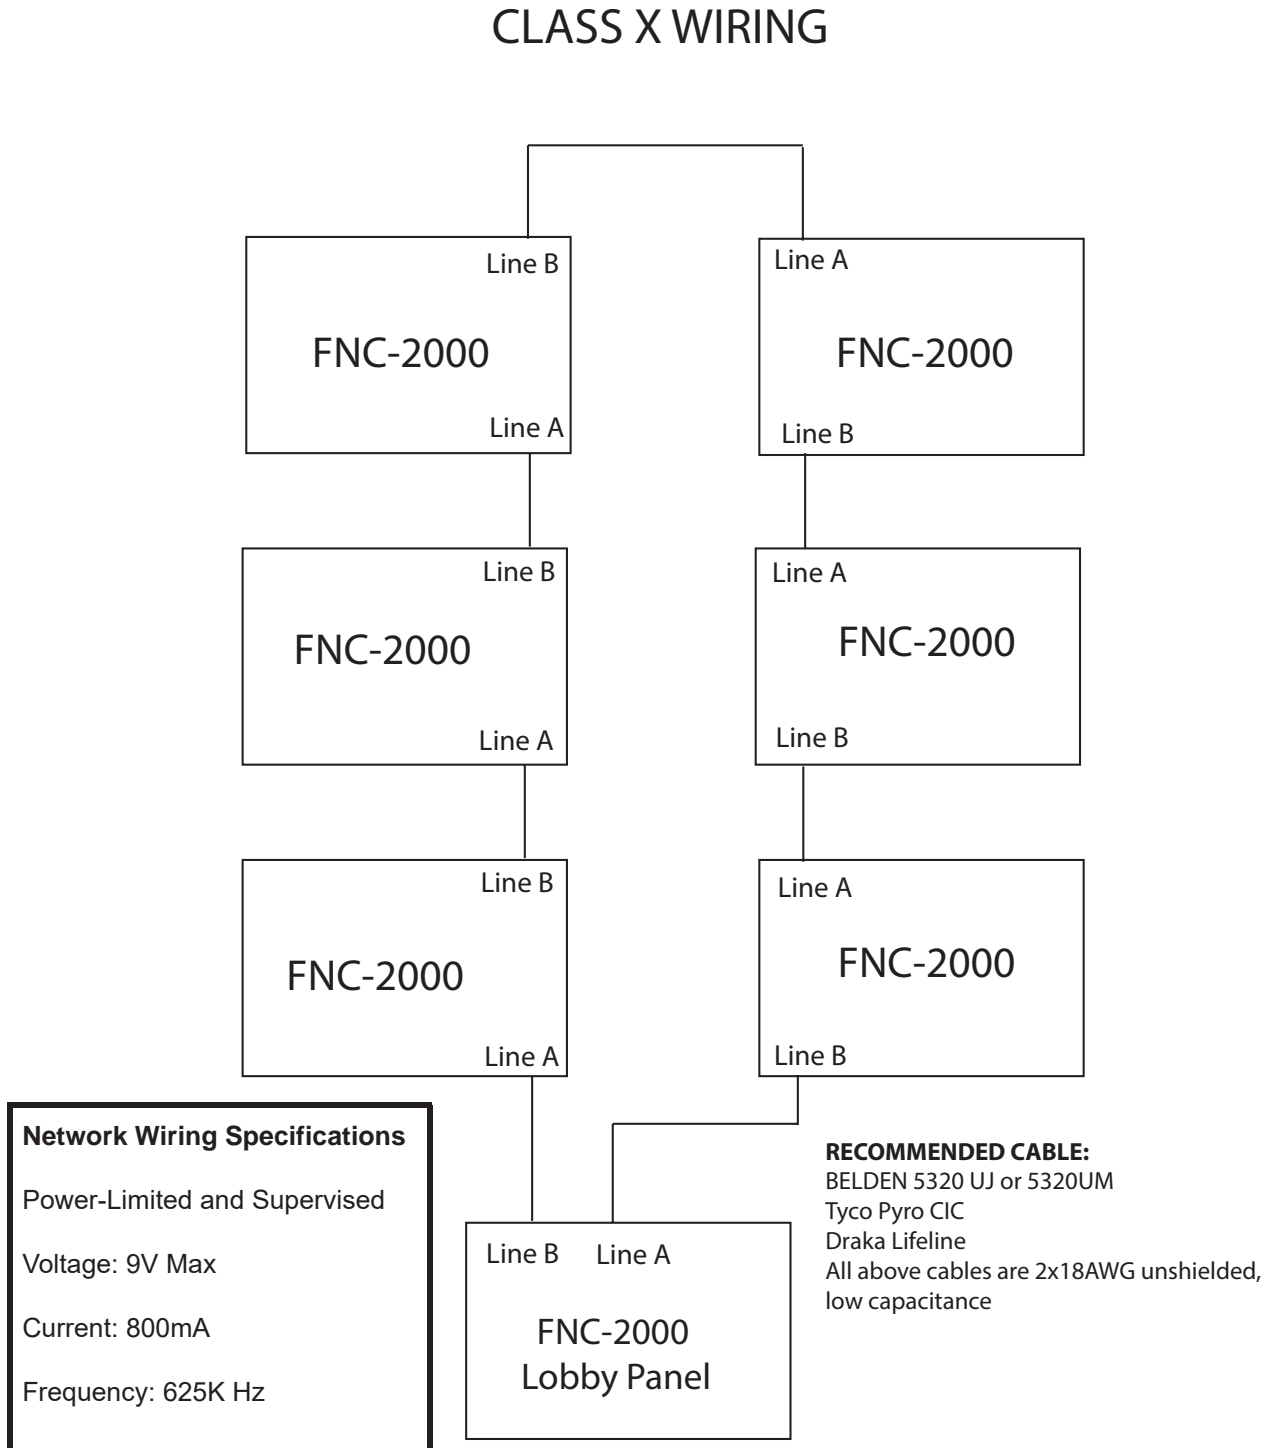 CLASS X WIRING
Line B
FNC-2000
Line A
Line A
FNC-2000
Line B
Line B
FNC-2000
Line A
Line A
FNC-2000
Line B
Line B
FNC-2000
Line A
Line A
FNC-2000
Line B
Network Wiring Specifications
Power-Limited and Supervised
Voltage: 9V Max
Current: 800mA
Frequency: 625K Hz
Line B Line A
FNC-2000
Lobby Panel
RECOMMENDED CABLE:
BELDEN 5320 UJ or 5320UM
Tyco Pyro CIC
Draka Lifeline
All above cables are 2x18AWG unshielded,
low capacitance